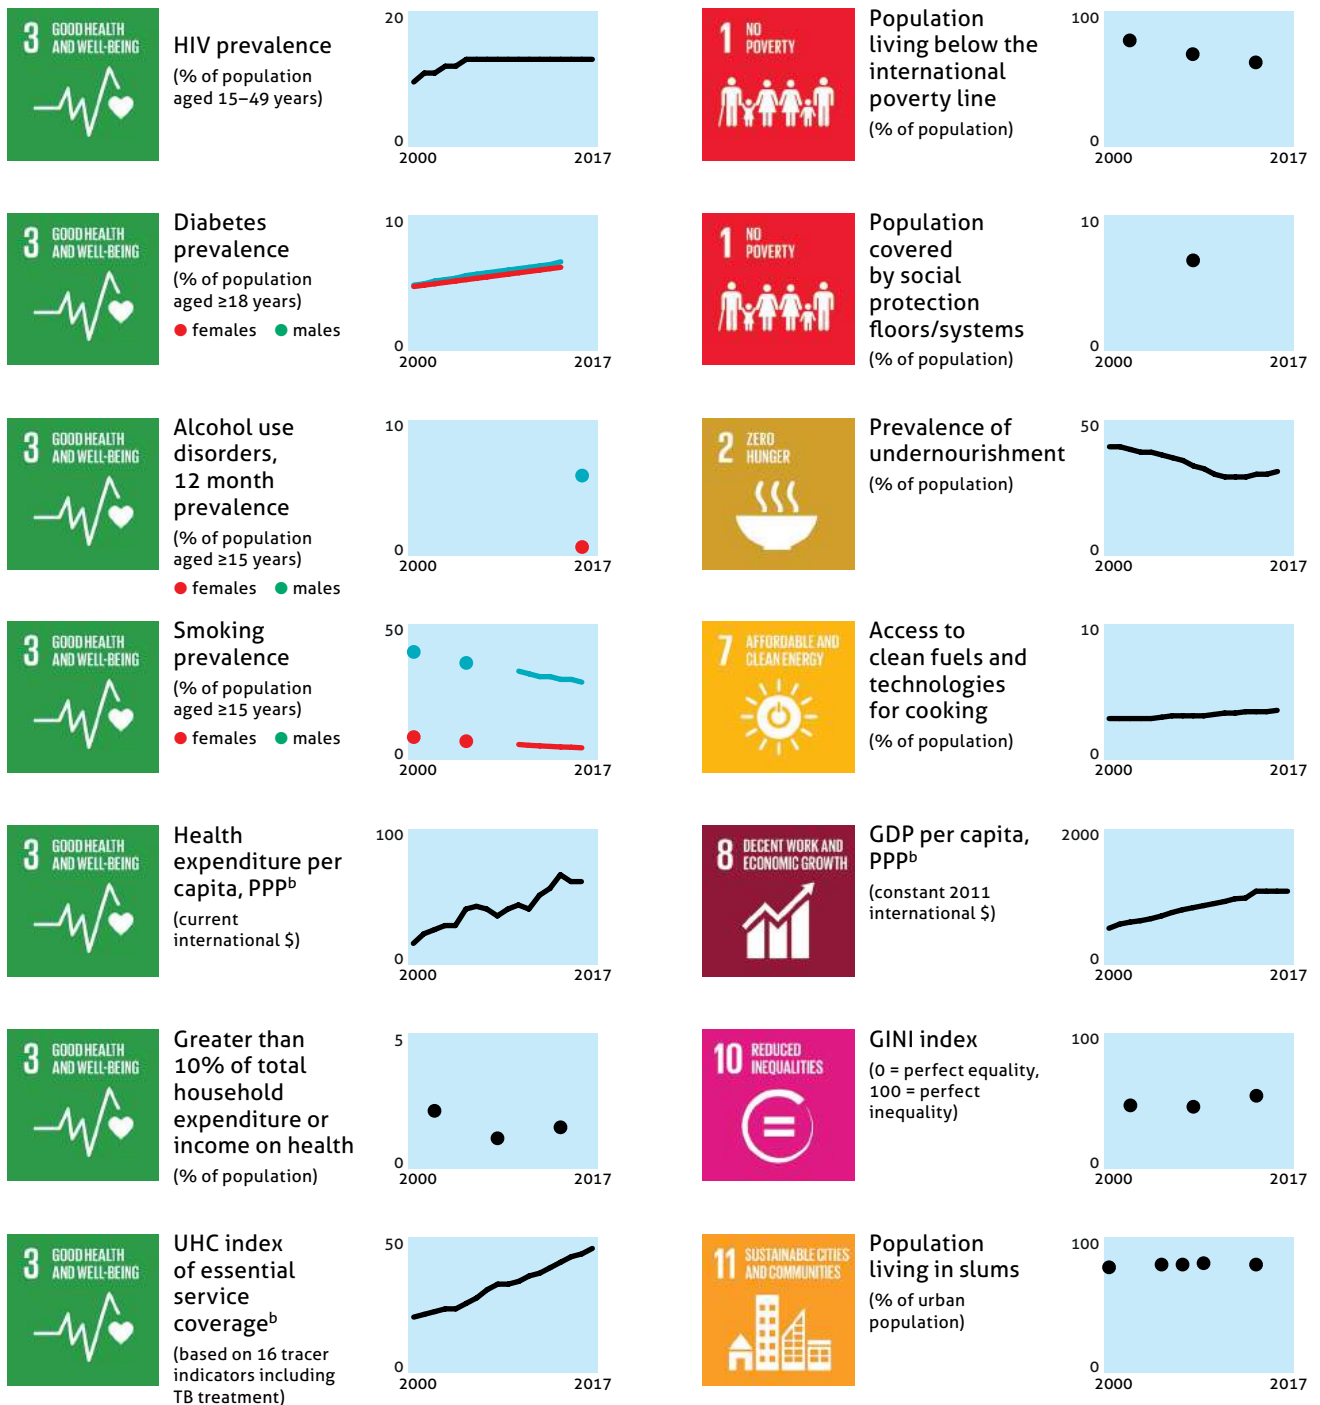 3 GOOD HEALTH
AND WELL-BEING
HIV prevalence
(% of population
aged 15–49 years)
20
0
2000 2017
1 NO
POVERTY
Population
living below the
international
poverty line
(% of population)
100
0
2000 2017
3 GOOD HEALTH
AND WELL-BEING
Diabetes
prevalence
(% of population
aged ≥18 years)
females males
10
0
2000 2017
1 NO
POVERTY
Population
covered
by social
protection
floors/systems
(% of population)
10
0
2000 2017
3 GOOD HEALTH
AND WELL-BEING
Alcohol use
disorders,
12 month
prevalence
(% of population
aged ≥15 years)
females males
10
0
2000 2017
2 ZERO
HUNGER
Prevalence of
undernourishment
(% of population)
50
0
2000 2017
3 GOOD HEALTH
AND WELL-BEING
Smoking
prevalence
(% of population
aged ≥15 years)
females males
50
0
2000 2017
7 AFFORDABLE AND
CLEAN ENERGY
Access to
clean fuels and
technologies
for cooking
(% of population)
10
0
2000 2017
3 GOOD HEALTH
AND WELL-BEING
Health
expenditure per
capita, PPPᵇ
(current
international $)
100
0
2000 2017
8 DECENT WORK AND
ECONOMIC GROWTH
GDP per capita,
PPPᵇ
(constant 2011
international $)
2000
0
2000 2017
3 GOOD HEALTH
AND WELL-BEING
Greater than
10% of total
household
expenditure or
income on health
(% of population)
5
0
2000 2017
10 REDUCED
INEQUALITIES
GINI index
(0 = perfect equality,
100 = perfect
inequality)
100
0
2000 2017
3 GOOD HEALTH
AND WELL-BEING
UHC index
of essential
service
coverageᵇ
(based on 16 tracer
indicators including
TB treatment)
50
0
2000 2017
11 SUSTAINABLE CITIES
AND COMMUNITIES
Population
living in slums
(% of urban
population)
100
0
2000 2017